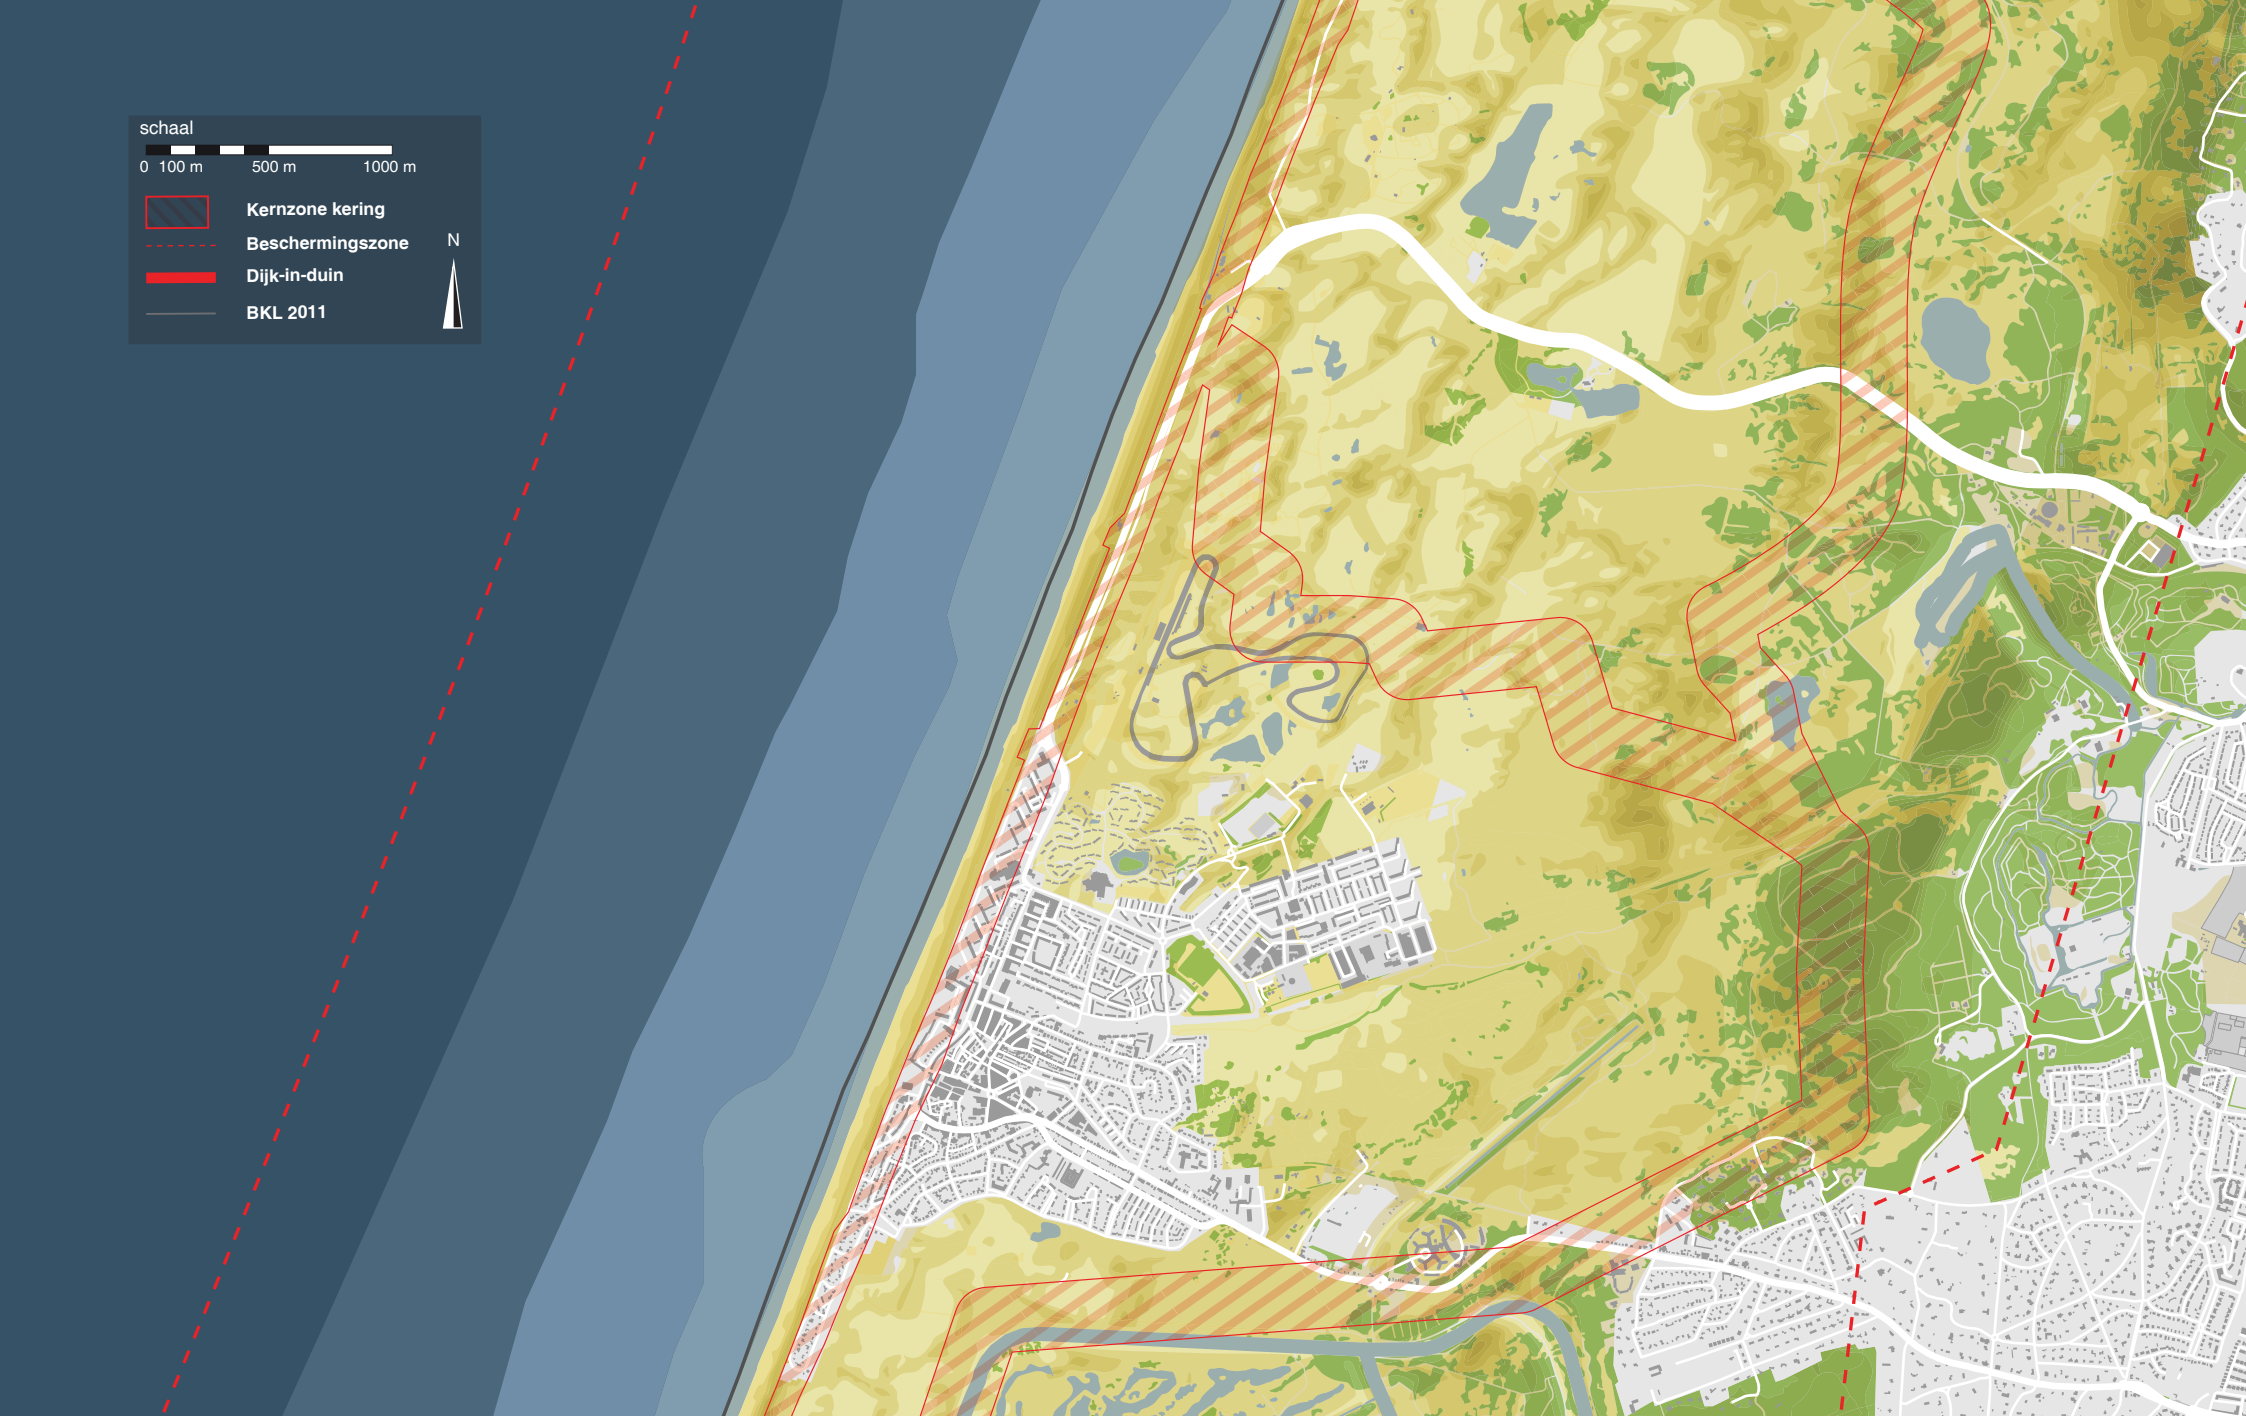 schaal
0 100 m 500 m 1000 m
Kernzone kering
Beschermingszone
N
Dijk-in-duin
BKL 2011